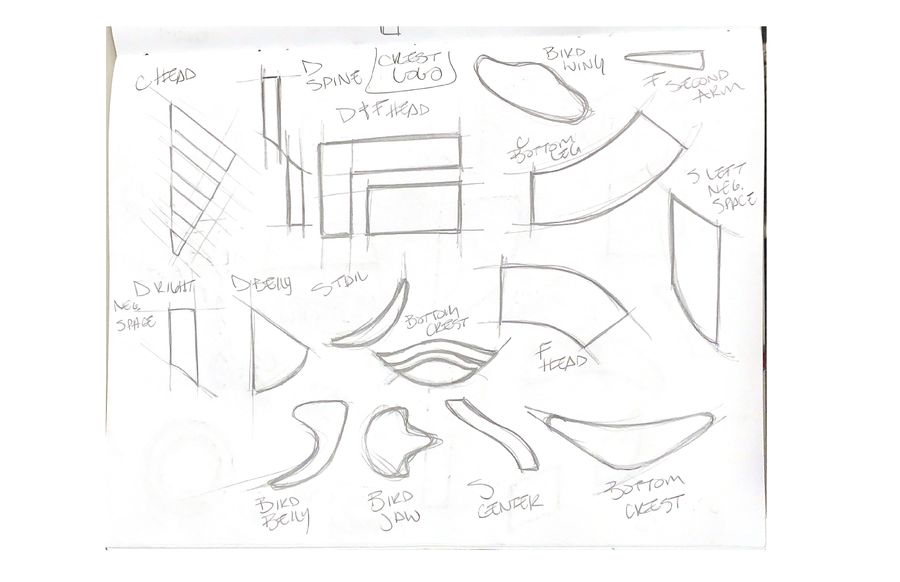 C HEAD
D
SPINE
CREST
LOGO
BIRD
WING
F SECOND
ARM
D & F HEAD
C
BOTTOM
LEG
S LEFT
NEG.
SPACE
D RIGHT
NEG.
SPACE
D BELLY
S TAIL
BOTTOM
CREST
F
HEAD
BIRD
BELLY
BIRD
JAW
S
CENTER
BOTTOM
CREST